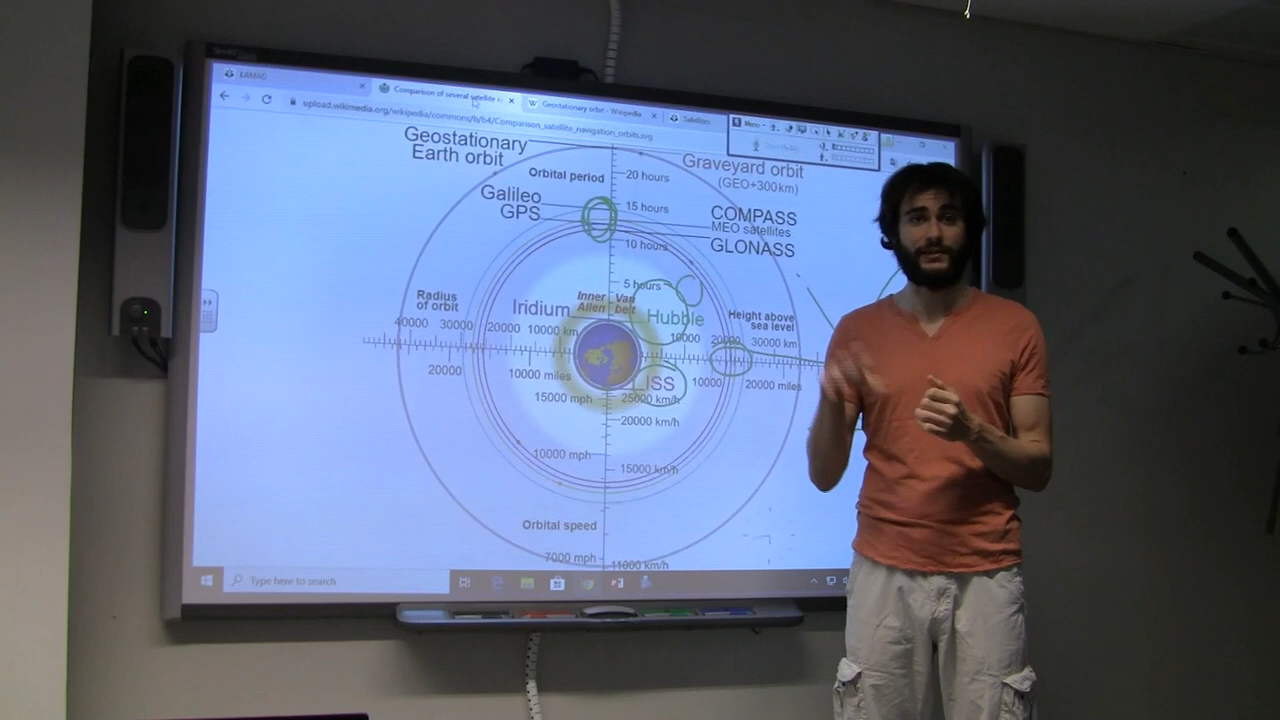 ILAMAD
Comparison of several satellite n
Geostationary orbit - Wikipedia
Satellites
upload.wikimedia.org/wikipedia/commons/b/b4/Comparison_satellite_navigation_orbits.svg
Menu
Geostationary
Earth orbit
Graveyard orbit
(GEO+300km)
Orbital period
20 hours
Galileo
GPS
15 hours
COMPASS
MEO satellites
GLONASS
10 hours
5 hours
Radius
of orbit
Iridium
Inner Van
Allen belt
Hubble
Height above
sea level
40000 30000 20000 10000 km
10000 20000 30000 km
20000
10000 miles
ISS
10000 20000 miles
15000 mph
25000 km/h
20000 km/h
10000 mph
15000 km/h
Orbital speed
7000 mph
11000 km/h
Type here to search